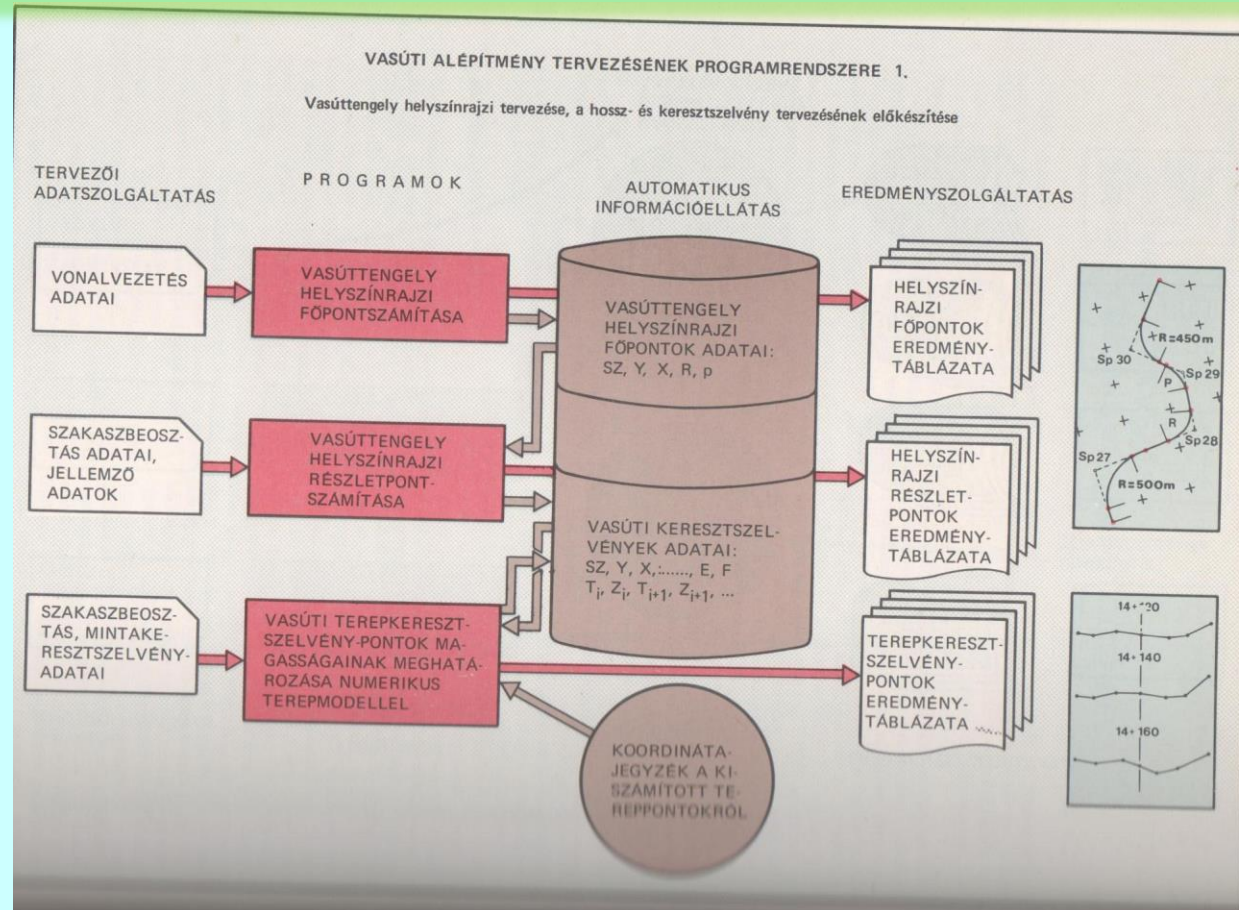 VASÚTI ALÉPÍTMÉNY TERVEZÉSÉNEK PROGRAMRENDSZERE 1.
Vasúttengely helyszínrajzi tervezése, a hossz- és keresztszelvény tervezésének előkészítése
TERVEZŐI
ADATSZOLGÁLTATÁS
PROGRAMOK
AUTOMATIKUS
INFORMÁCIÓELLÁTÁS
EREDMÉNYSZOLGÁLTATÁS
VONALVEZETÉS
ADATAI
VASÚTTENGELY
HELYSZÍNRAJZI
FŐPONTSZÁMÍTÁSA
VASÚTTENGELY
HELYSZÍNRAJZI
FŐPONTOK ADATAI:
SZ, Y, X, R, p
HELYSZÍN-
RAJZI
FŐPONTOK
EREDMÉNY-
TÁBLÁZATA
R=450m
Sp 30
Sp 29
P
R
Sp 28
Sp 27
R=500m
SZAKASZBEOSZ-
TÁS ADATAI,
JELLEMZŐ
ADATOK
VASÚTTENGELY
HELYSZÍNRAJZI
RÉSZLETPONT-
SZÁMÍTÁSA
VASÚTI KERESZTSZEL-
VÉNYEK ADATAI:
SZ, Y, X,:......, E, F
Ti, Zi, Ti+1, Zi+1, ...
HELYSZÍN-
RAJZI
RÉSZLET-
PONTOK
EREDMÉNY-
TÁBLÁZATA
SZAKASZBEOSZ-
TÁS, MINTAKE-
RESZTSZELVÉNY-
ADATAI
VASÚTI TEREPKERESZT-
SZELVÉNY-PONTOK MA-
GASSÁGAINAK MEGHATÁ-
ROZÁSA NUMERIKUS
TEREPMODELLEL
KOORDINÁTA-
JEGYZÉK A KI-
SZÁMÍTOTT TE-
REPPONTOKRÓL
TEREPKERESZT-
SZELVÉNY-
PONTOK
EREDMÉNY-
TÁBLÁZATA
14+140
14+160